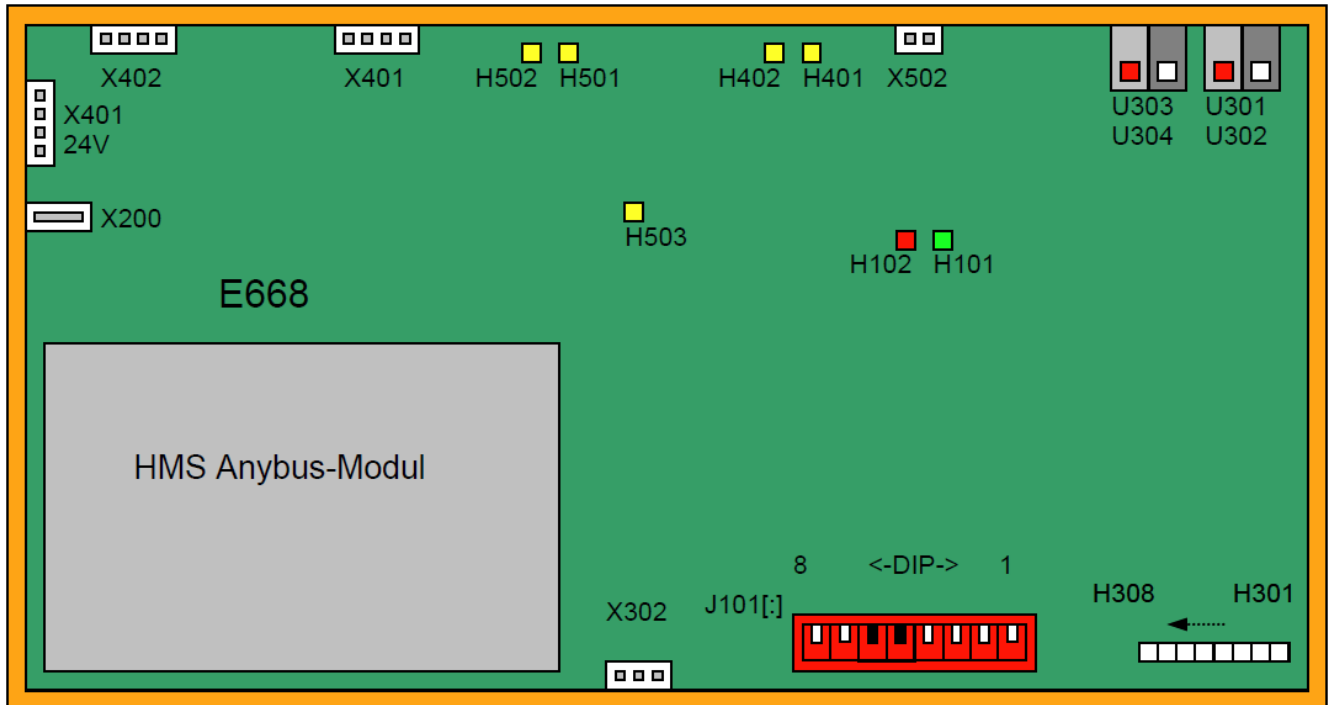 X402
X401
H502
H501
H402
H401
X502
U303
U304
U301
U302
X401
24V
X200
H503
H102
H101
E668
HMS Anybus-Modul
8 <-DIP-> 1
J101[:]
X302
H308
H301